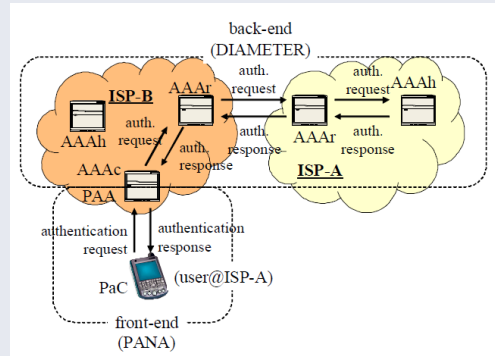 back-end
(DIAMETER)
ISP-B
AAAr
auth.
request
auth.
request
AAAh
AAAh
auth.
request
auth.
response
auth.
response
AAAr
auth.
response
ISP-A
AAAc
PAA
authentication
request
authentication
response
PaC
(user@ISP-A)
front-end
(PANA)